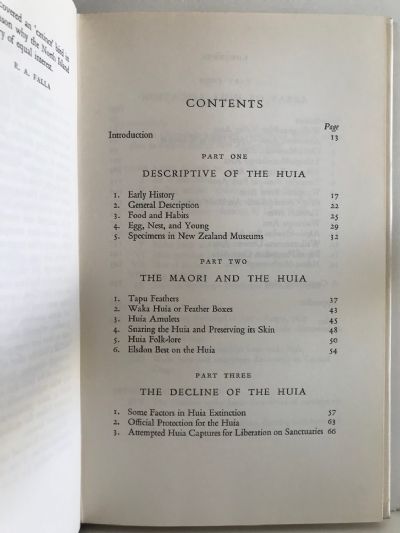 covered an 'extinct' bird in
son why the North Island
ry of equal interest.
R. A. FALLA
CONTENTS
Page
Introduction 13
PART ONE
DESCRIPTIVE OF THE HUIA
1. Early History 17
2. General Description 22
3. Food and Habits 25
4. Egg, Nest, and Young 29
5. Specimens in New Zealand Museums 32
PART TWO
THE MAORI AND THE HUIA
1. Tapu Feathers 37
2. Waka Huia or Feather Boxes 43
3. Huia Amulets 45
4. Snaring the Huia and Preserving its Skin 48
5. Huia Folk-lore 50
6. Elsdon Best on the Huia 54
PART THREE
THE DECLINE OF THE HUIA
1. Some Factors in Huia Extinction 57
2. Official Protection for the Huia 63
3. Attempted Huia Captures for Liberation on Sanctuaries 66